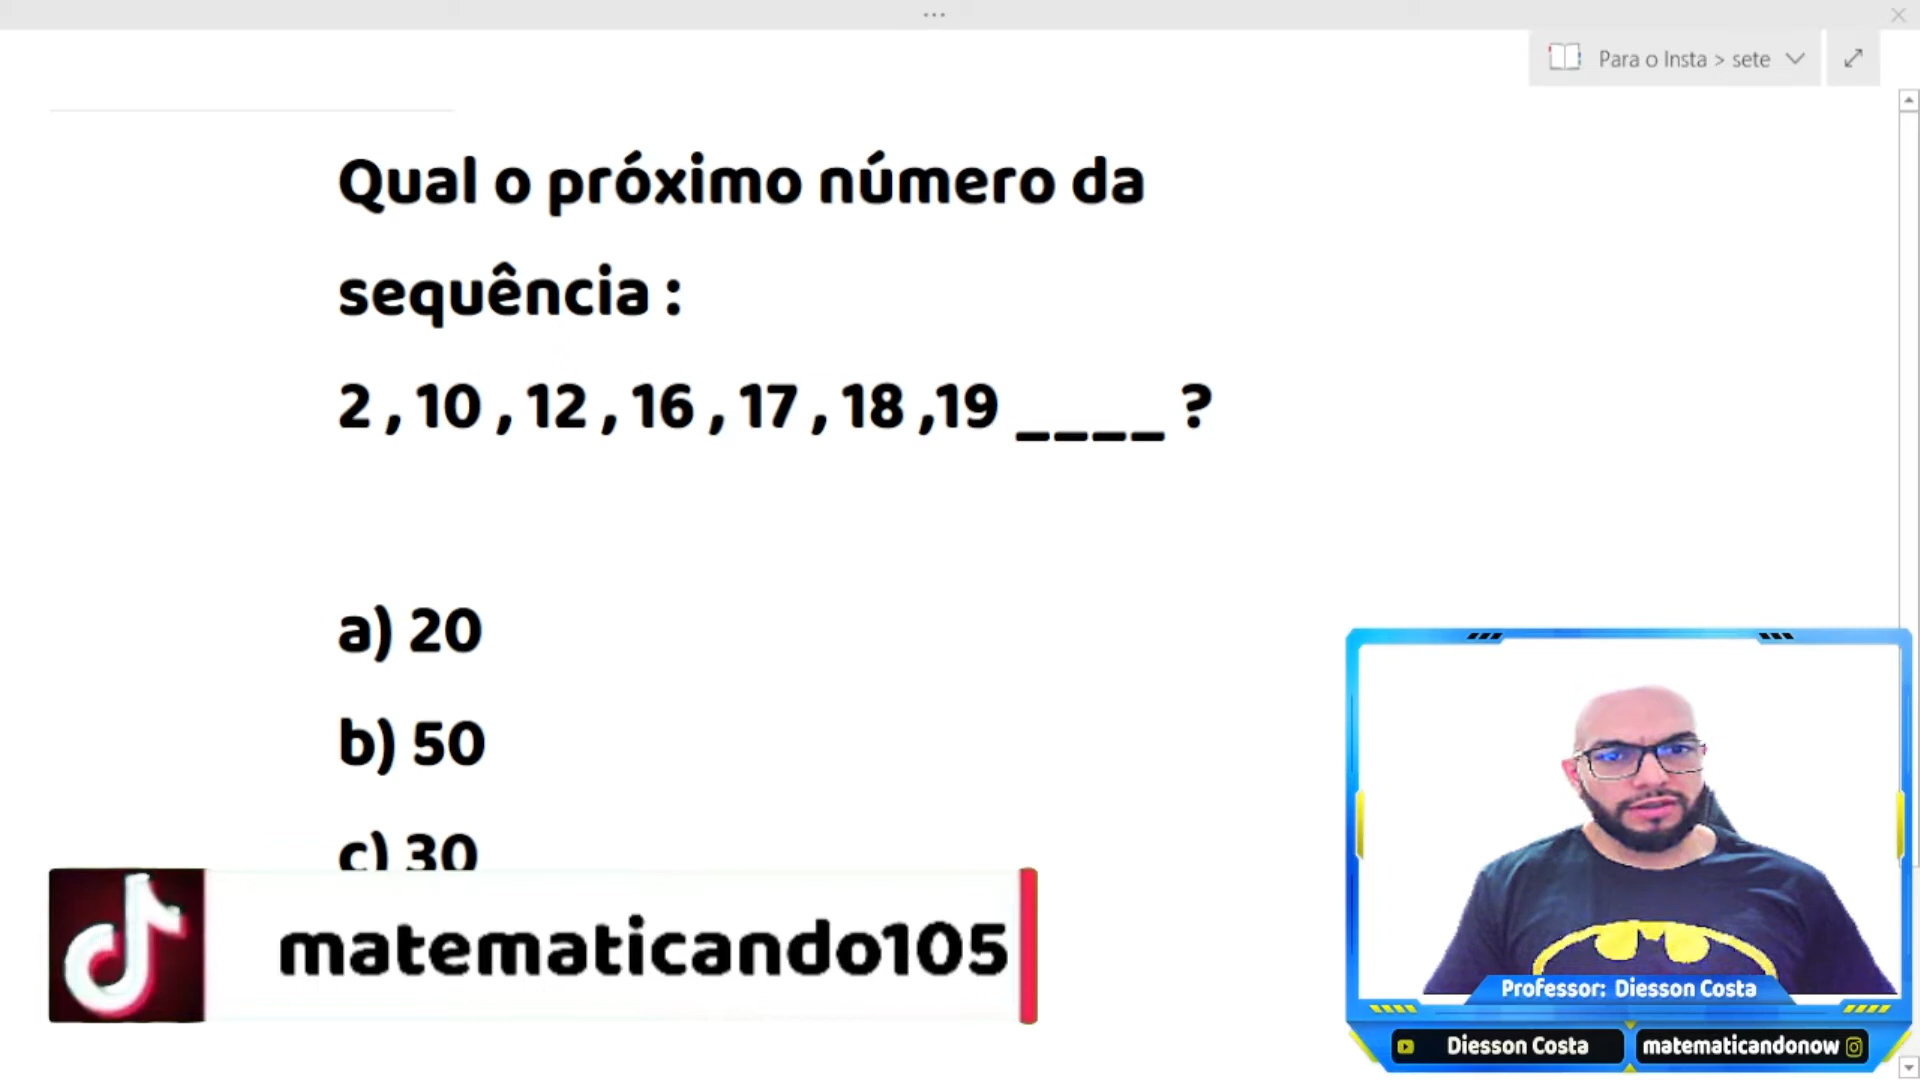 Para o Insta > sete
Qual o próximo número da
sequência :
2 , 10 , 12 , 16 , 17 , 18 ,19 ____ ?
a) 20
b) 50
c) 30
matematicando105
Professor: Diesson Costa
Diesson Costa
matematicandonow